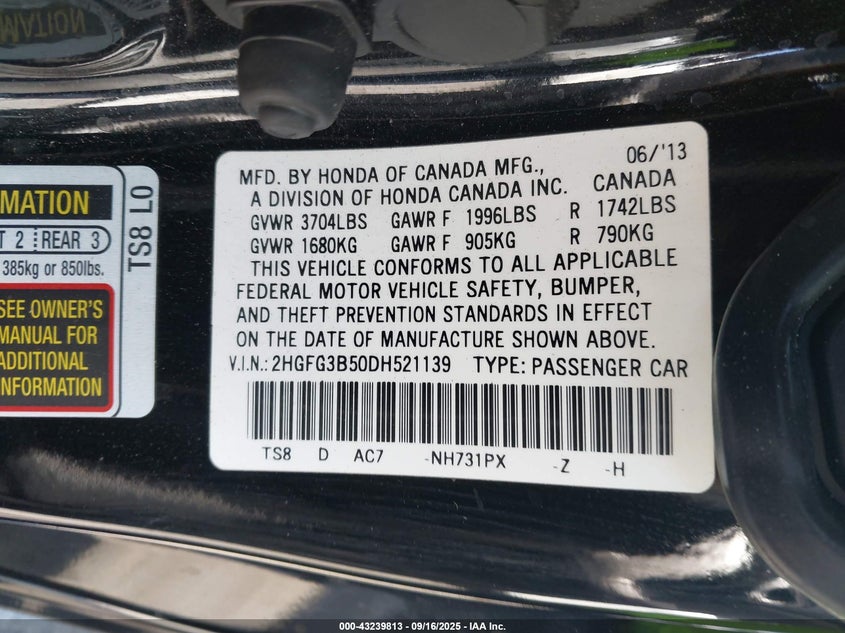 MATION
T 2 REAR 3
385kg or 850lbs.
SEE OWNER'S
MANUAL FOR
ADDITIONAL
INFORMATION
TS8 L0
06/'13
MFD. BY HONDA OF CANADA MFG.,
A DIVISION OF HONDA CANADA INC. CANADA
GVWR 3704LBS GAWR F 1996LBS R 1742LBS
GVWR 1680KG GAWR F 905KG R 790KG
THIS VEHICLE CONFORMS TO ALL APPLICABLE
FEDERAL MOTOR VEHICLE SAFETY, BUMPER,
AND THEFT PREVENTION STANDARDS IN EFFECT
ON THE DATE OF MANUFACTURE SHOWN ABOVE.
V.I.N.: 2HGFG3B50DH521139 TYPE: PASSENGER CAR
TS8 D AC7 -NH731PX -Z -H
000-43239813 - 09/16/2025 - IAA Inc.